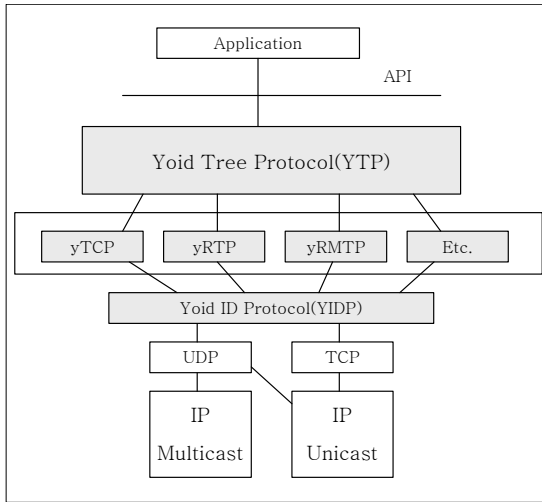 Application
API
Yoid Tree Protocol(YTP)
yTCP yRTP yRMTP Etc.
Yoid ID Protocol(YIDP)
UDP TCP
IP IP
Multicast Unicast